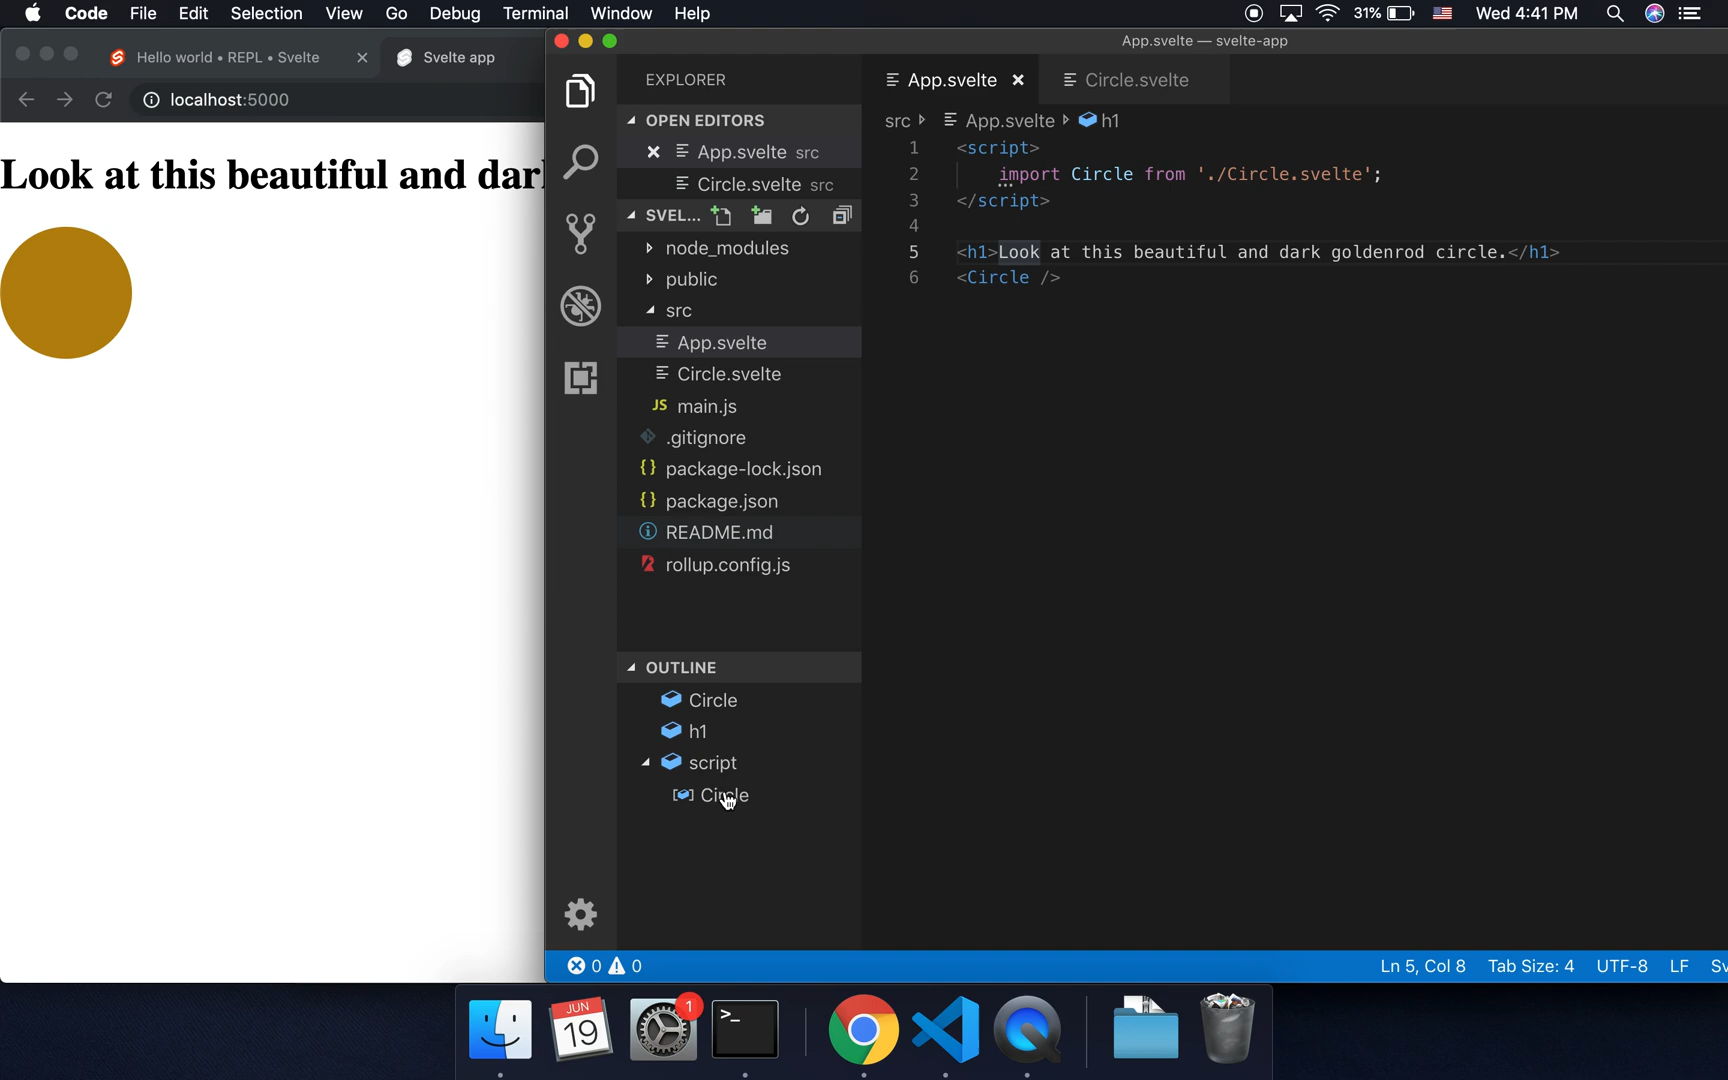 Code File Edit Selection View Go Debug Terminal Window Help 31% Wed 4:41 PM
Hello world • REPL • Svelte
Svelte app
localhost:5000
Look at this beautiful and dar
App.svelte — svelte-app
EXPLORER
OPEN EDITORS
App.svelte src
Circle.svelte src
SVEL...
node_modules
public
src
App.svelte
Circle.svelte
JS main.js
.gitignore
{} package-lock.json
{} package.json
README.md
rollup.config.js
OUTLINE
Circle
h1
script
Circle
App.svelte
Circle.svelte
src App.svelte h1
1 <script>
2 import Circle from './Circle.svelte';
3 </script>
4
5 <h1>Look at this beautiful and dark goldenrod circle.</h1>
6 <Circle />
0 0 Ln 5, Col 8 Tab Size: 4 UTF-8 LF Sv
JUN
19
1
>_